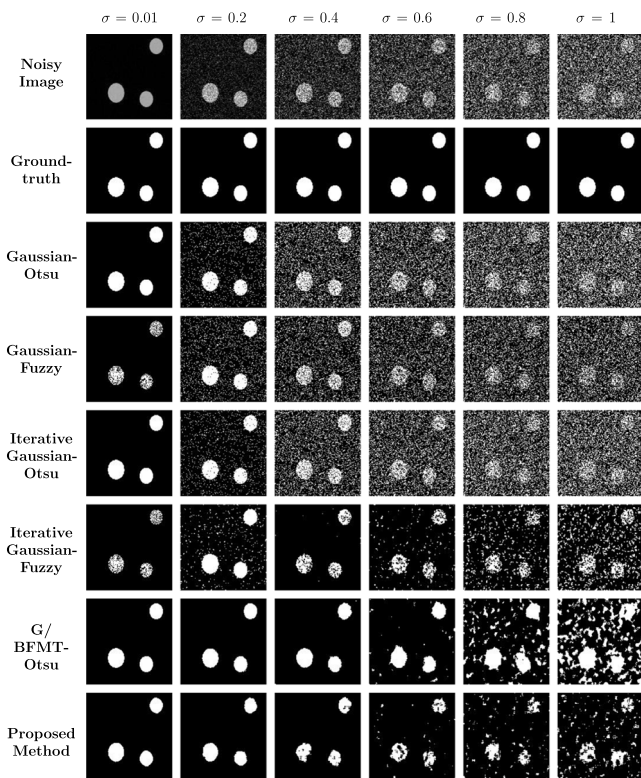 σ = 0.01 σ = 0.2 σ = 0.4 σ = 0.6 σ = 0.8 σ = 1
Noisy
Image
Ground-
truth
Gaussian-
Otsu
Gaussian-
Fuzzy
Iterative
Gaussian-
Otsu
Iterative
Gaussian-
Fuzzy
G/
BFMT-
Otsu
Proposed
Method